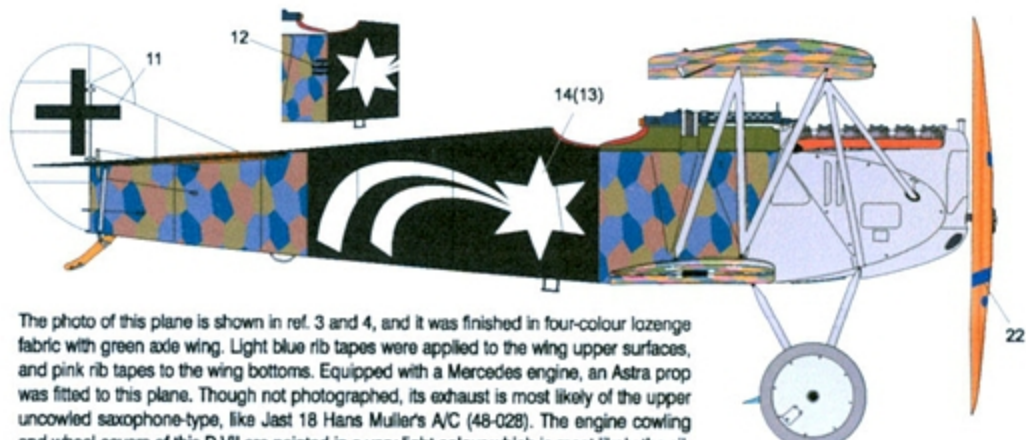 11
12
14(13)
The photo of this plane is shown in ref. 3 and 4, and it was finished in four-colour lozenge
fabric with green axle wing. Light blue rib tapes were applied to the wing upper surfaces,
and pink rib tapes to the wing bottoms. Equipped with a Mercedes engine, an Astra prop
was fitted to this plane. Though not photographed, its exhaust is most likely of the upper
uncowled saxophone-type, like Jast 18 Hans Muller's A/C (48-028). The engine cowling
22